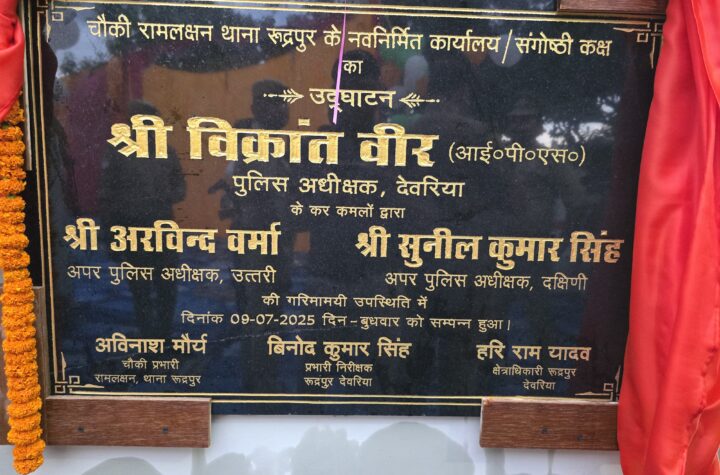 चौकी रामलक्षन थाना रूद्रपुर के नवनिर्मित कार्यालय/संगोष्ठी कक्ष
का
उद्घाटन
श्री विक्रांत वीर (आई०पी०एस०)
पुलिस अधीक्षक, देवरिया
के कर कमलों द्वारा
श्री अरविन्द वर्मा श्री सुनील कुमार सिंह
अपर पुलिस अधीक्षक, उत्तरी अपर पुलिस अधीक्षक, दक्षिणी
की गरिमामयी उपस्थिति में
दिनांक 09-07-2025 दिन-बुधवार को सम्पन्न हुआ।
अविनाश मौर्य बिनोद कुमार सिंह हरि राम यादव
चौकी प्रभारी प्रभारी निरीक्षक क्षेत्राधिकारी रूद्रपुर
रामलक्षन, थाना रूद्रपुर रूद्रपुर देवरिया देवरिया